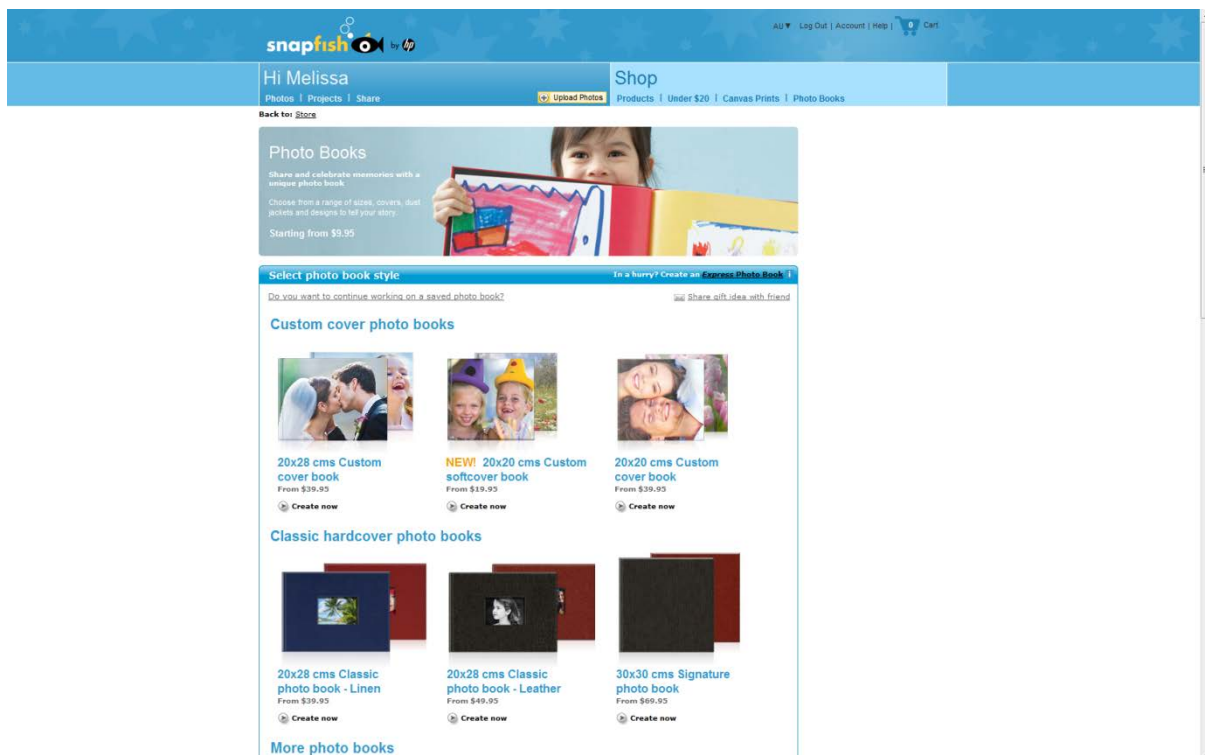 AU▼ Log Out | Account | Help | 0 Cart
snapfish by hp
Hi Melissa
Photos | Projects | Share
Upload Photos
Shop
Products | Under $20 | Canvas Prints | Photo Books
Back to: Store
Photo Books
Share and celebrate memories with a
unique photo book
Choose from a range of sizes, covers, dust
jackets and designs to tell your story.
Starting from $9.95
Select photo book style
In a hurry? Create an Express Photo Book
Do you want to continue working on a saved photo book?
Share gift idea with friend
Custom cover photo books
20x28 cms Custom
cover book
From $39.95
Create now
NEW! 20x20 cms Custom
softcover book
From $19.95
Create now
20x20 cms Custom
cover book
From $39.95
Create now
Classic hardcover photo books
20x28 cms Classic
photo book - Linen
From $39.95
Create now
20x28 cms Classic
photo book - Leather
From $49.95
Create now
30x30 cms Signature
photo book
From $69.95
Create now
More photo books